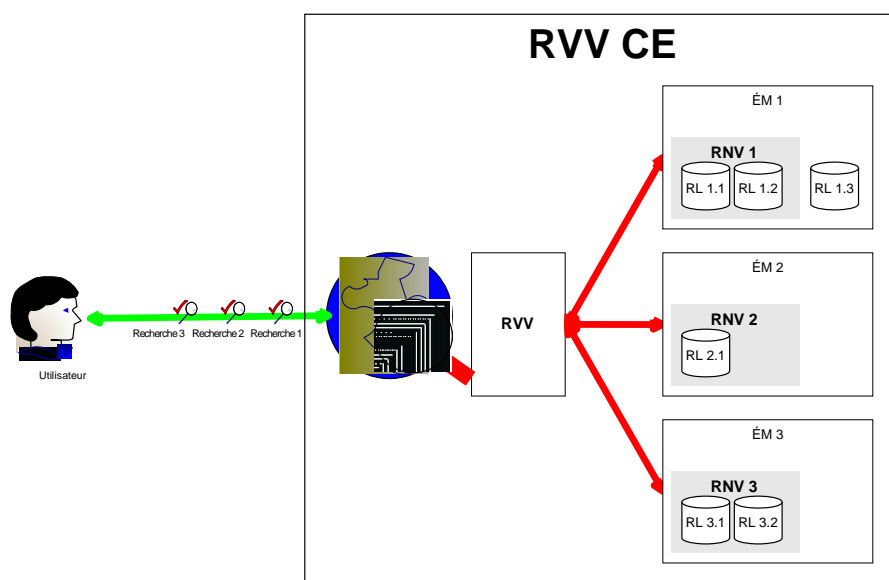 RVV CE
ÉM 1
RNV 1
RL 1.1
RL 1.2
RL 1.3
ÉM 2
RNV 2
RL 2.1
ÉM 3
RNV 3
RL 3.1
RL 3.2
RVV
Recherche 3
Recherche 2
Recherche 1
Utilisateur